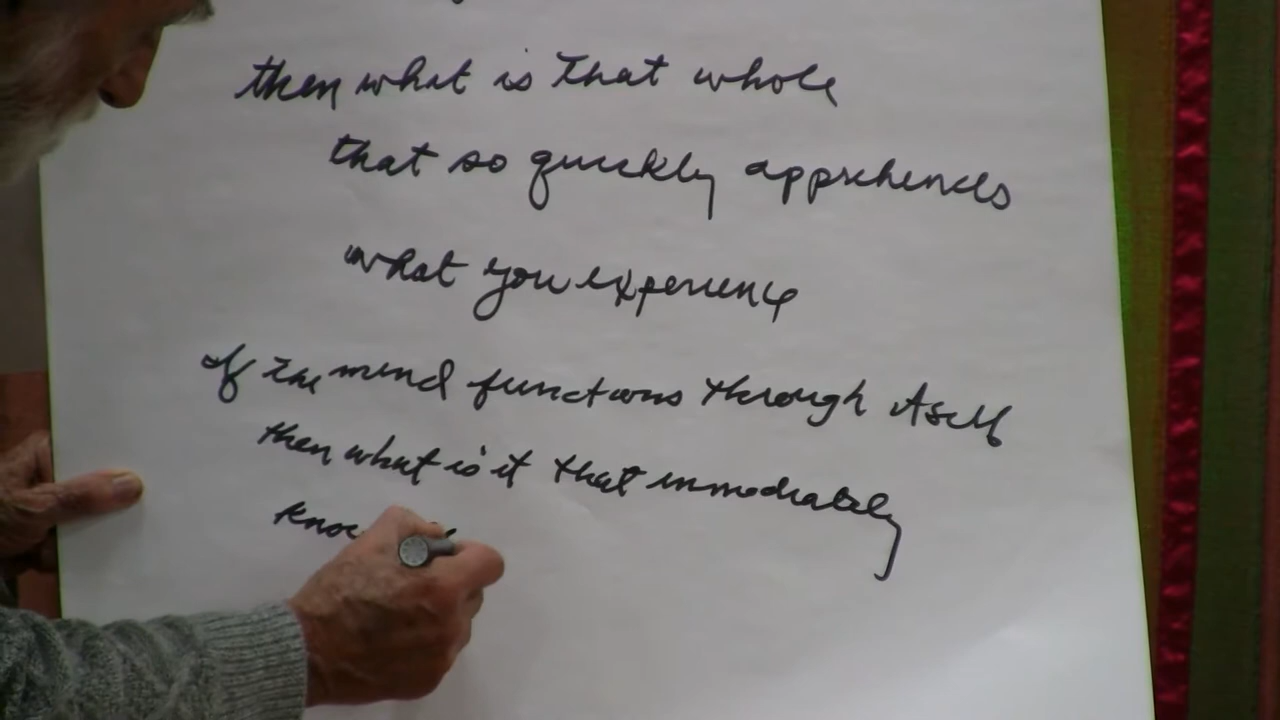 then what is that whole
that so quickly apprehends
what you experience
of the mind functions through itself
then what is it that immediately